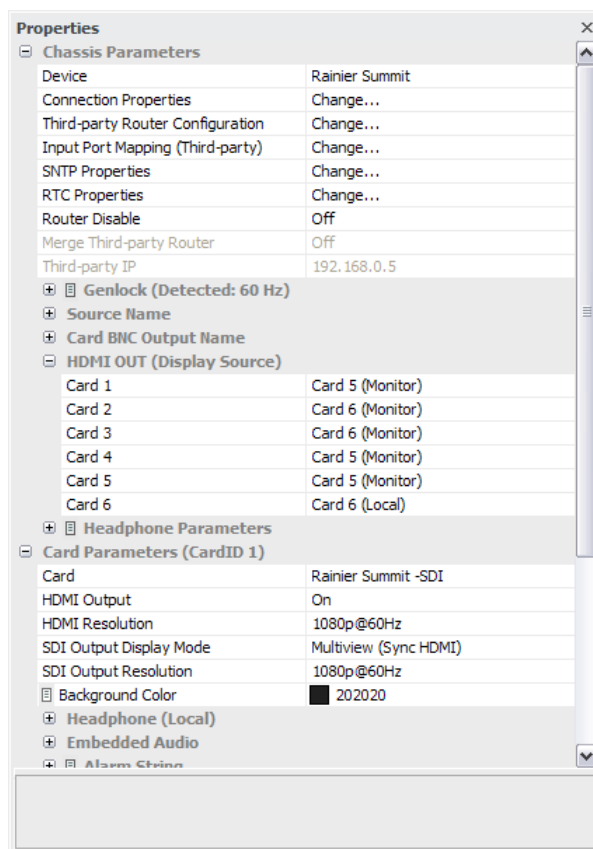 Properties
Chassis Parameters
Device Rainier Summit
Connection Properties Change...
Third-party Router Configuration Change...
Input Port Mapping (Third-party) Change...
SNTP Properties Change...
RTC Properties Change...
Router Disable Off
Merge Third-party Router Off
Third-party IP 192.168.0.5
Genlock (Detected: 60 Hz)
Source Name
Card BNC Output Name
HDMI OUT (Display Source)
Card 1 Card 5 (Monitor)
Card 2 Card 6 (Monitor)
Card 3 Card 6 (Monitor)
Card 4 Card 5 (Monitor)
Card 5 Card 5 (Monitor)
Card 6 Card 6 (Local)
Headphone Parameters
Card Parameters (CardID 1)
Card Rainier Summit -SDI
HDMI Output On
HDMI Resolution 1080p@60Hz
SDI Output Display Mode Multiview (Sync HDMI)
SDI Output Resolution 1080p@60Hz
Background Color 202020
Headphone (Local)
Embedded Audio
Alarm String